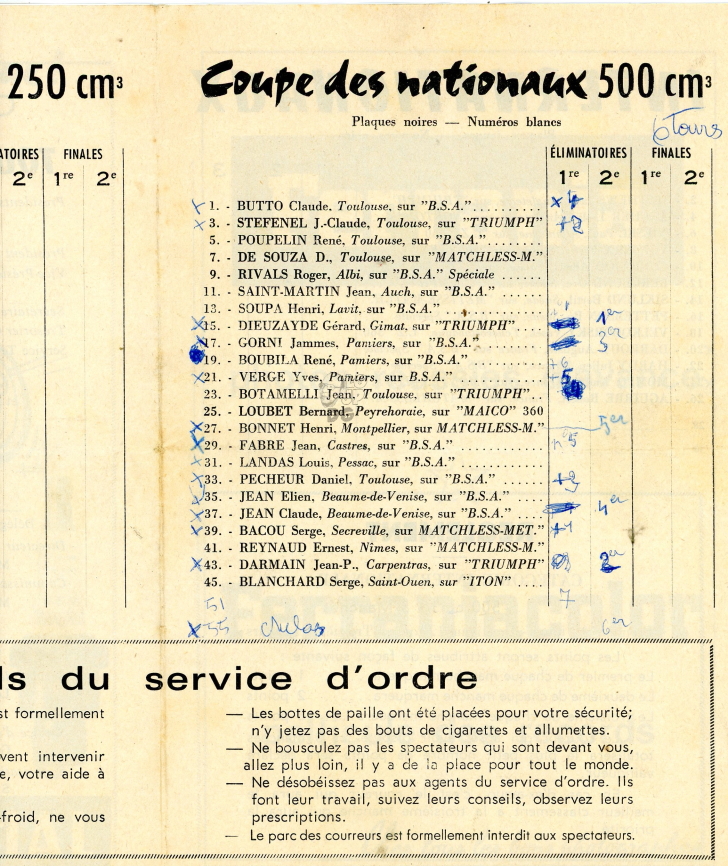 250 cm³
ATOIRES FINALES
2e 1re 2e
Coupe des nationaux 500 cm³
Plaques noires — Numéros blancs
6 Tours
ÉLIMINATOIRES FINALES
1re 2e 1re 2e
1. - BUTTO Claude, Toulouse, sur "B.S.A."..........
3. - STEFENEL J.-Claude, Toulouse, sur "TRIUMPH"
5. - POUPELIN René, Toulouse, sur "B.S.A.".........
7. - DE SOUZA D., Toulouse, sur "MATCHLESS-M."
9. - RIVALS Roger, Albi, sur "B.S.A." Spéciale ......
11. - SAINT-MARTIN Jean, Auch, sur "B.S.A." ......
13. - SOUPA Henri, Lavit, sur "B.S.A." ............
15. - DIEUZAYDE Gérard, Gimat, sur "TRIUMPH".... 1er
17. - GORNI Jammes, Pamiers, sur "B.S.A." ......... 3er
19. - BOUBILA René, Pamiers, sur "B.S.A." ..........
21. - VERGE Yves, Pamiers, sur B.S.A." ............ 5
23. - BOTAMELLI Jean, Toulouse, sur "TRIUMPH"..
25. - LOUBET Bernard, Peyrehoraie, sur "MAICO" 360
27. - BONNET Henri, Montpellier, sur MATCHLESS-M." 5er
29. - FABRE Jean, Castres, sur "B.S.A." ............
31. - LANDAS Louis, Pessac, sur "B.S.A." ..........
33. - PECHEUR Daniel, Toulouse, sur "B.S.A." ......
35. - JEAN Elien, Beaume-de-Venise, sur "B.S.A." ....
37. - JEAN Claude, Beaume-de-Venise, sur "B.S.A." .. 4er
39. - BACOU Serge, Secreville, sur MATCHLESS-MET."
41. - REYNAUD Ernest, Nîmes, sur "MATCHLESS-M."
43. - DARMAIN Jean-P., Carpentras, sur "TRIUMPH" 2er
45. - BLANCHARD Serge, Saint-Ouen, sur "ITON" ....
51 7
55 6er
ls du service d'ordre
st formellement
vent intervenir
e, votre aide à
-froid, ne vous
— Les bottes de paille ont été placées pour votre sécurité;
n'y jetez pas des bouts de cigarettes et allumettes.
— Ne bousculez pas les spectateurs qui sont devant vous,
allez plus loin, il y a de la place pour tout le monde.
— Ne désobéissez pas aux agents du service d'ordre. Ils
font leur travail, suivez leurs conseils, observez leurs
prescriptions.
— Le parc des courreurs est formellement interdit aux spectateurs.